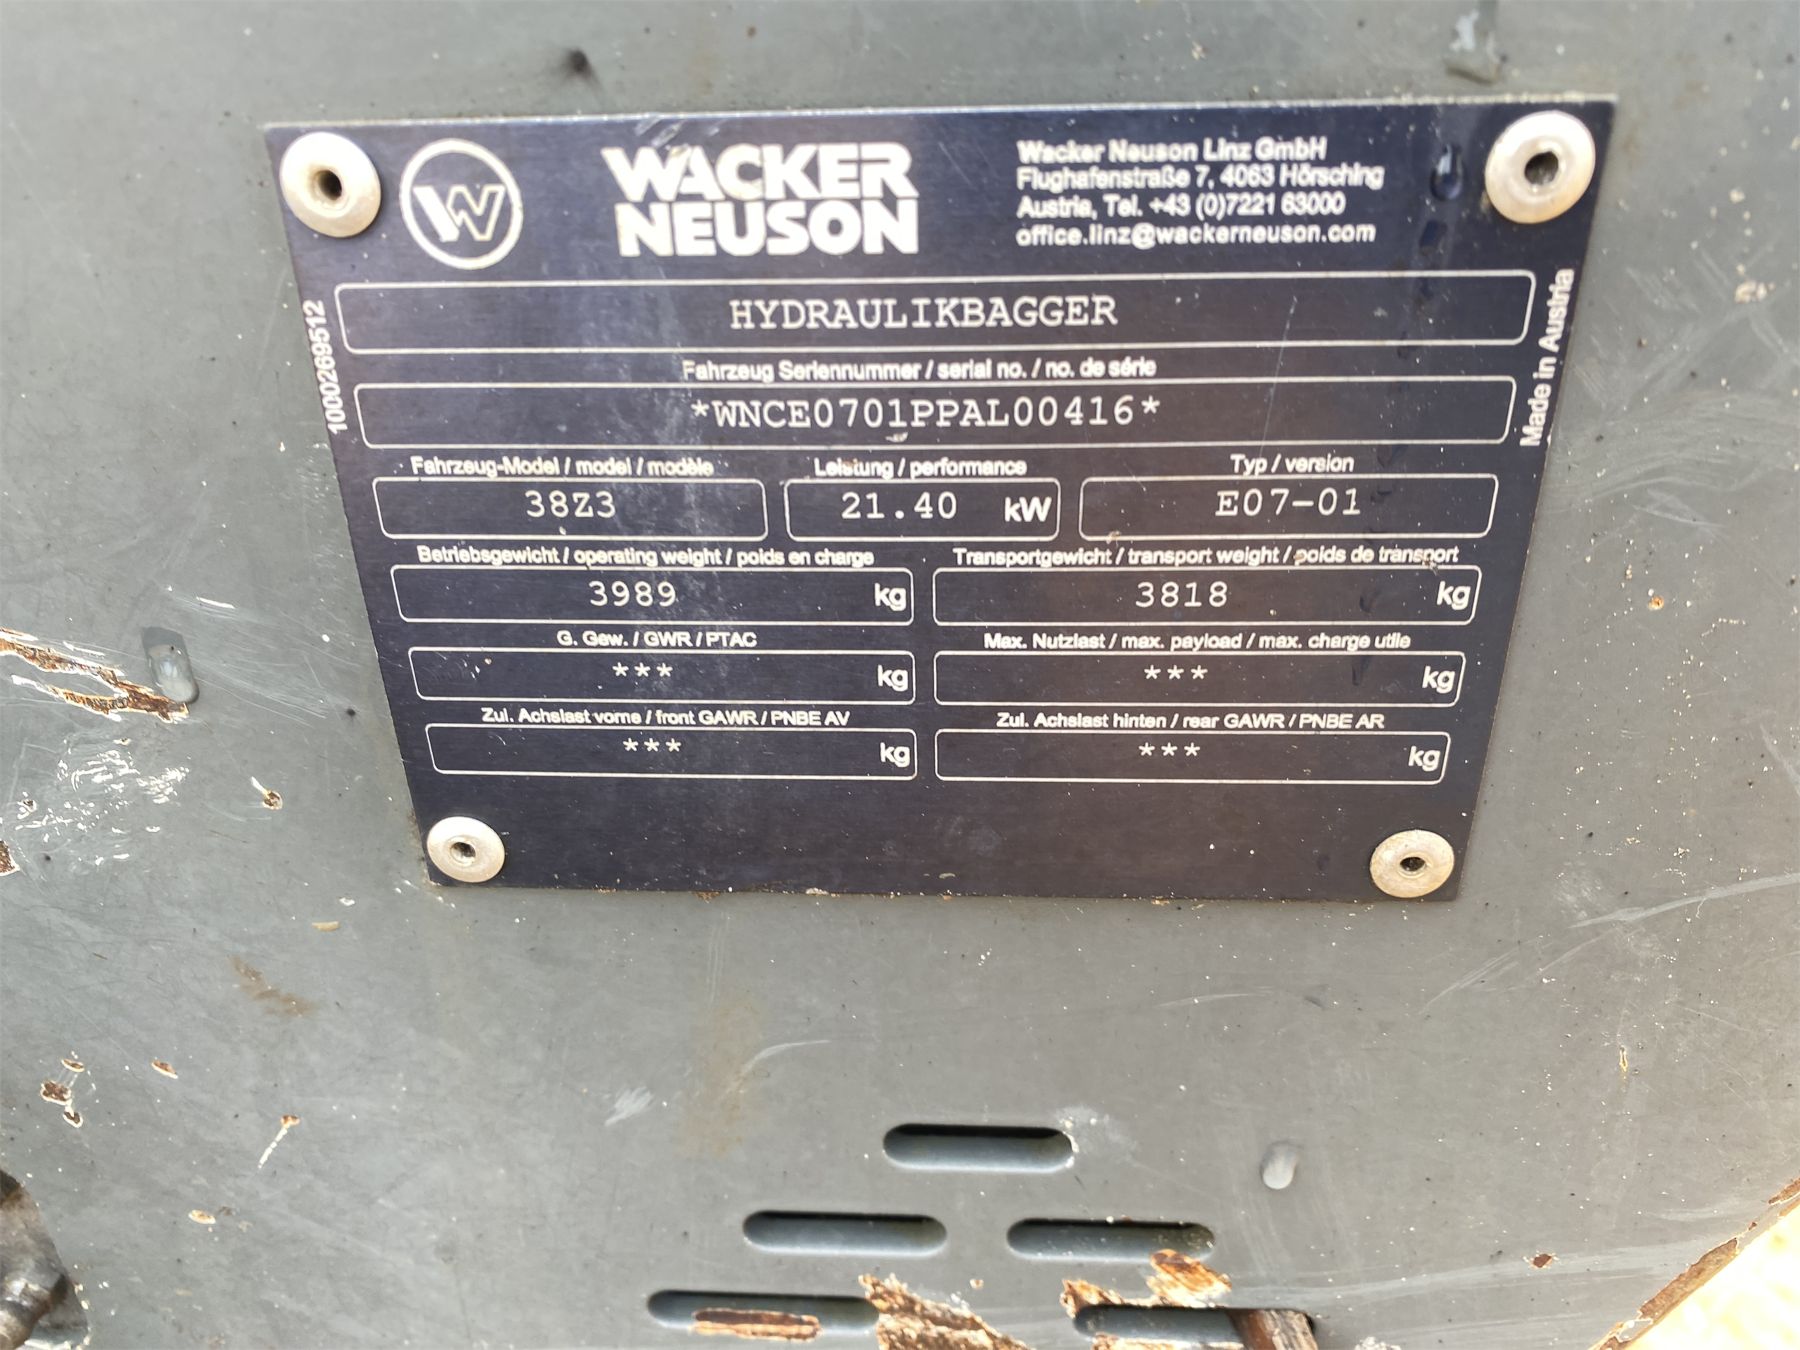 W
WACKER
NEUSON
Wacker Neuson Linz GmbH
Flughafenstraße 7, 4063 Hörsching
Austria, Tel. +43 (0)7221 63000
office.linz@wackerneuson.com
1000269512
HYDRAULIKBAGGER
Made in Austria
Fahrzeug Seriennummer / serial no. / no. de série
*WNCE0701PPAL00416*
Fahrzeug-Model / model / modèle Leistung / performance Typ / version
38Z3 21.40 kW E07-01
Betriebsgewicht / operating weight / poids en charge Transportgewicht / transport weight / poids de transport
3989 kg 3818 kg
G. Gew. / GWR / PTAC Max. Nutzlast / max. payload / max. charge utile
*** kg *** kg
Zul. Achslast vorne / front GAWR / PNBE AV Zul. Achslast hinten / rear GAWR / PNBE AR
*** kg *** kg